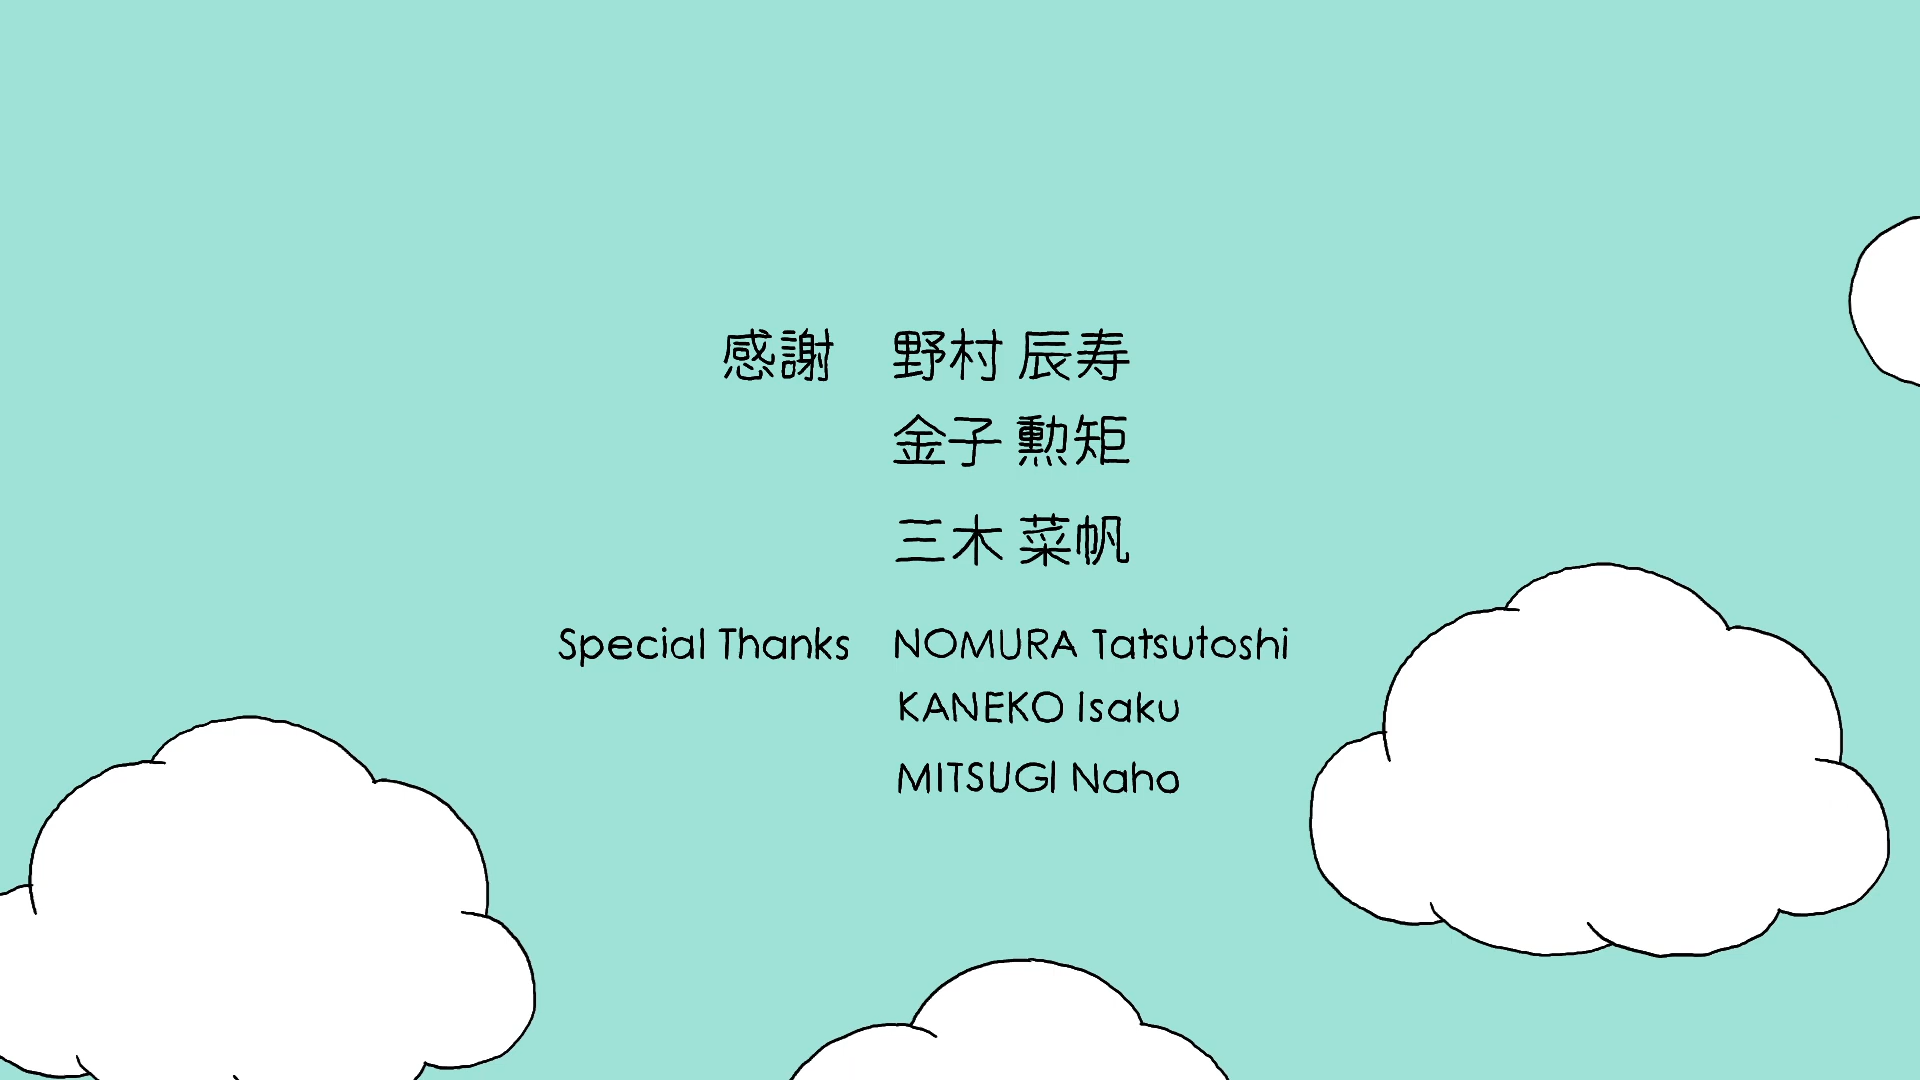 感謝 野村 辰寿
金子 勲矩
三木 菜帆
Special Thanks NOMURA Tatsutoshi
KANEKO Isaku
MITSUGI Naho